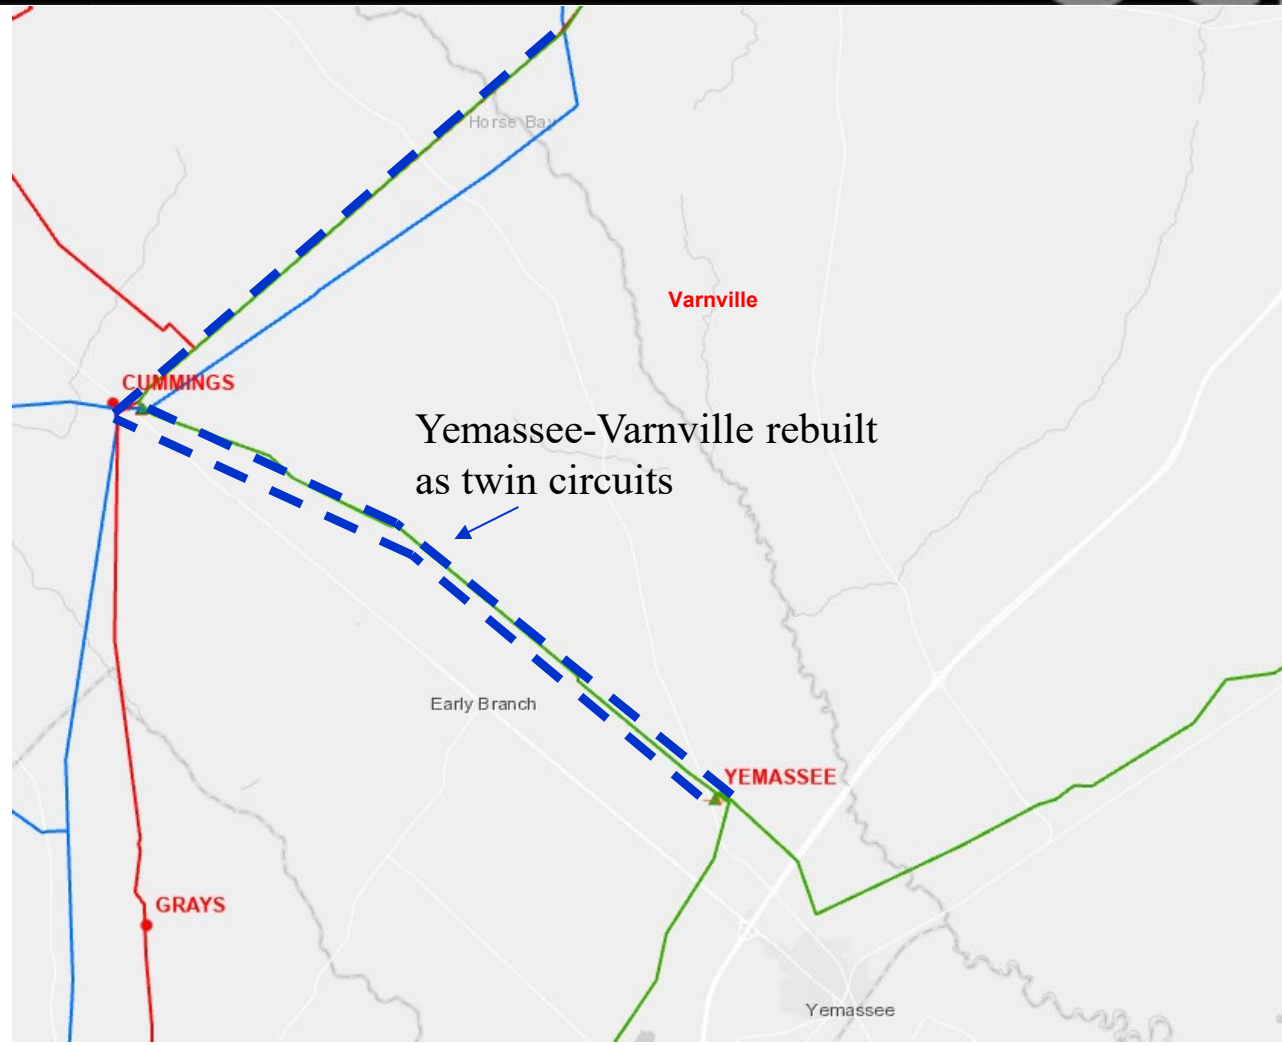 Horse Bay
Varnville
CUMMINGS
Yemassee-Varnville rebuilt
as twin circuits
Early Branch
YEMASSEE
GRAYS
Yemassee